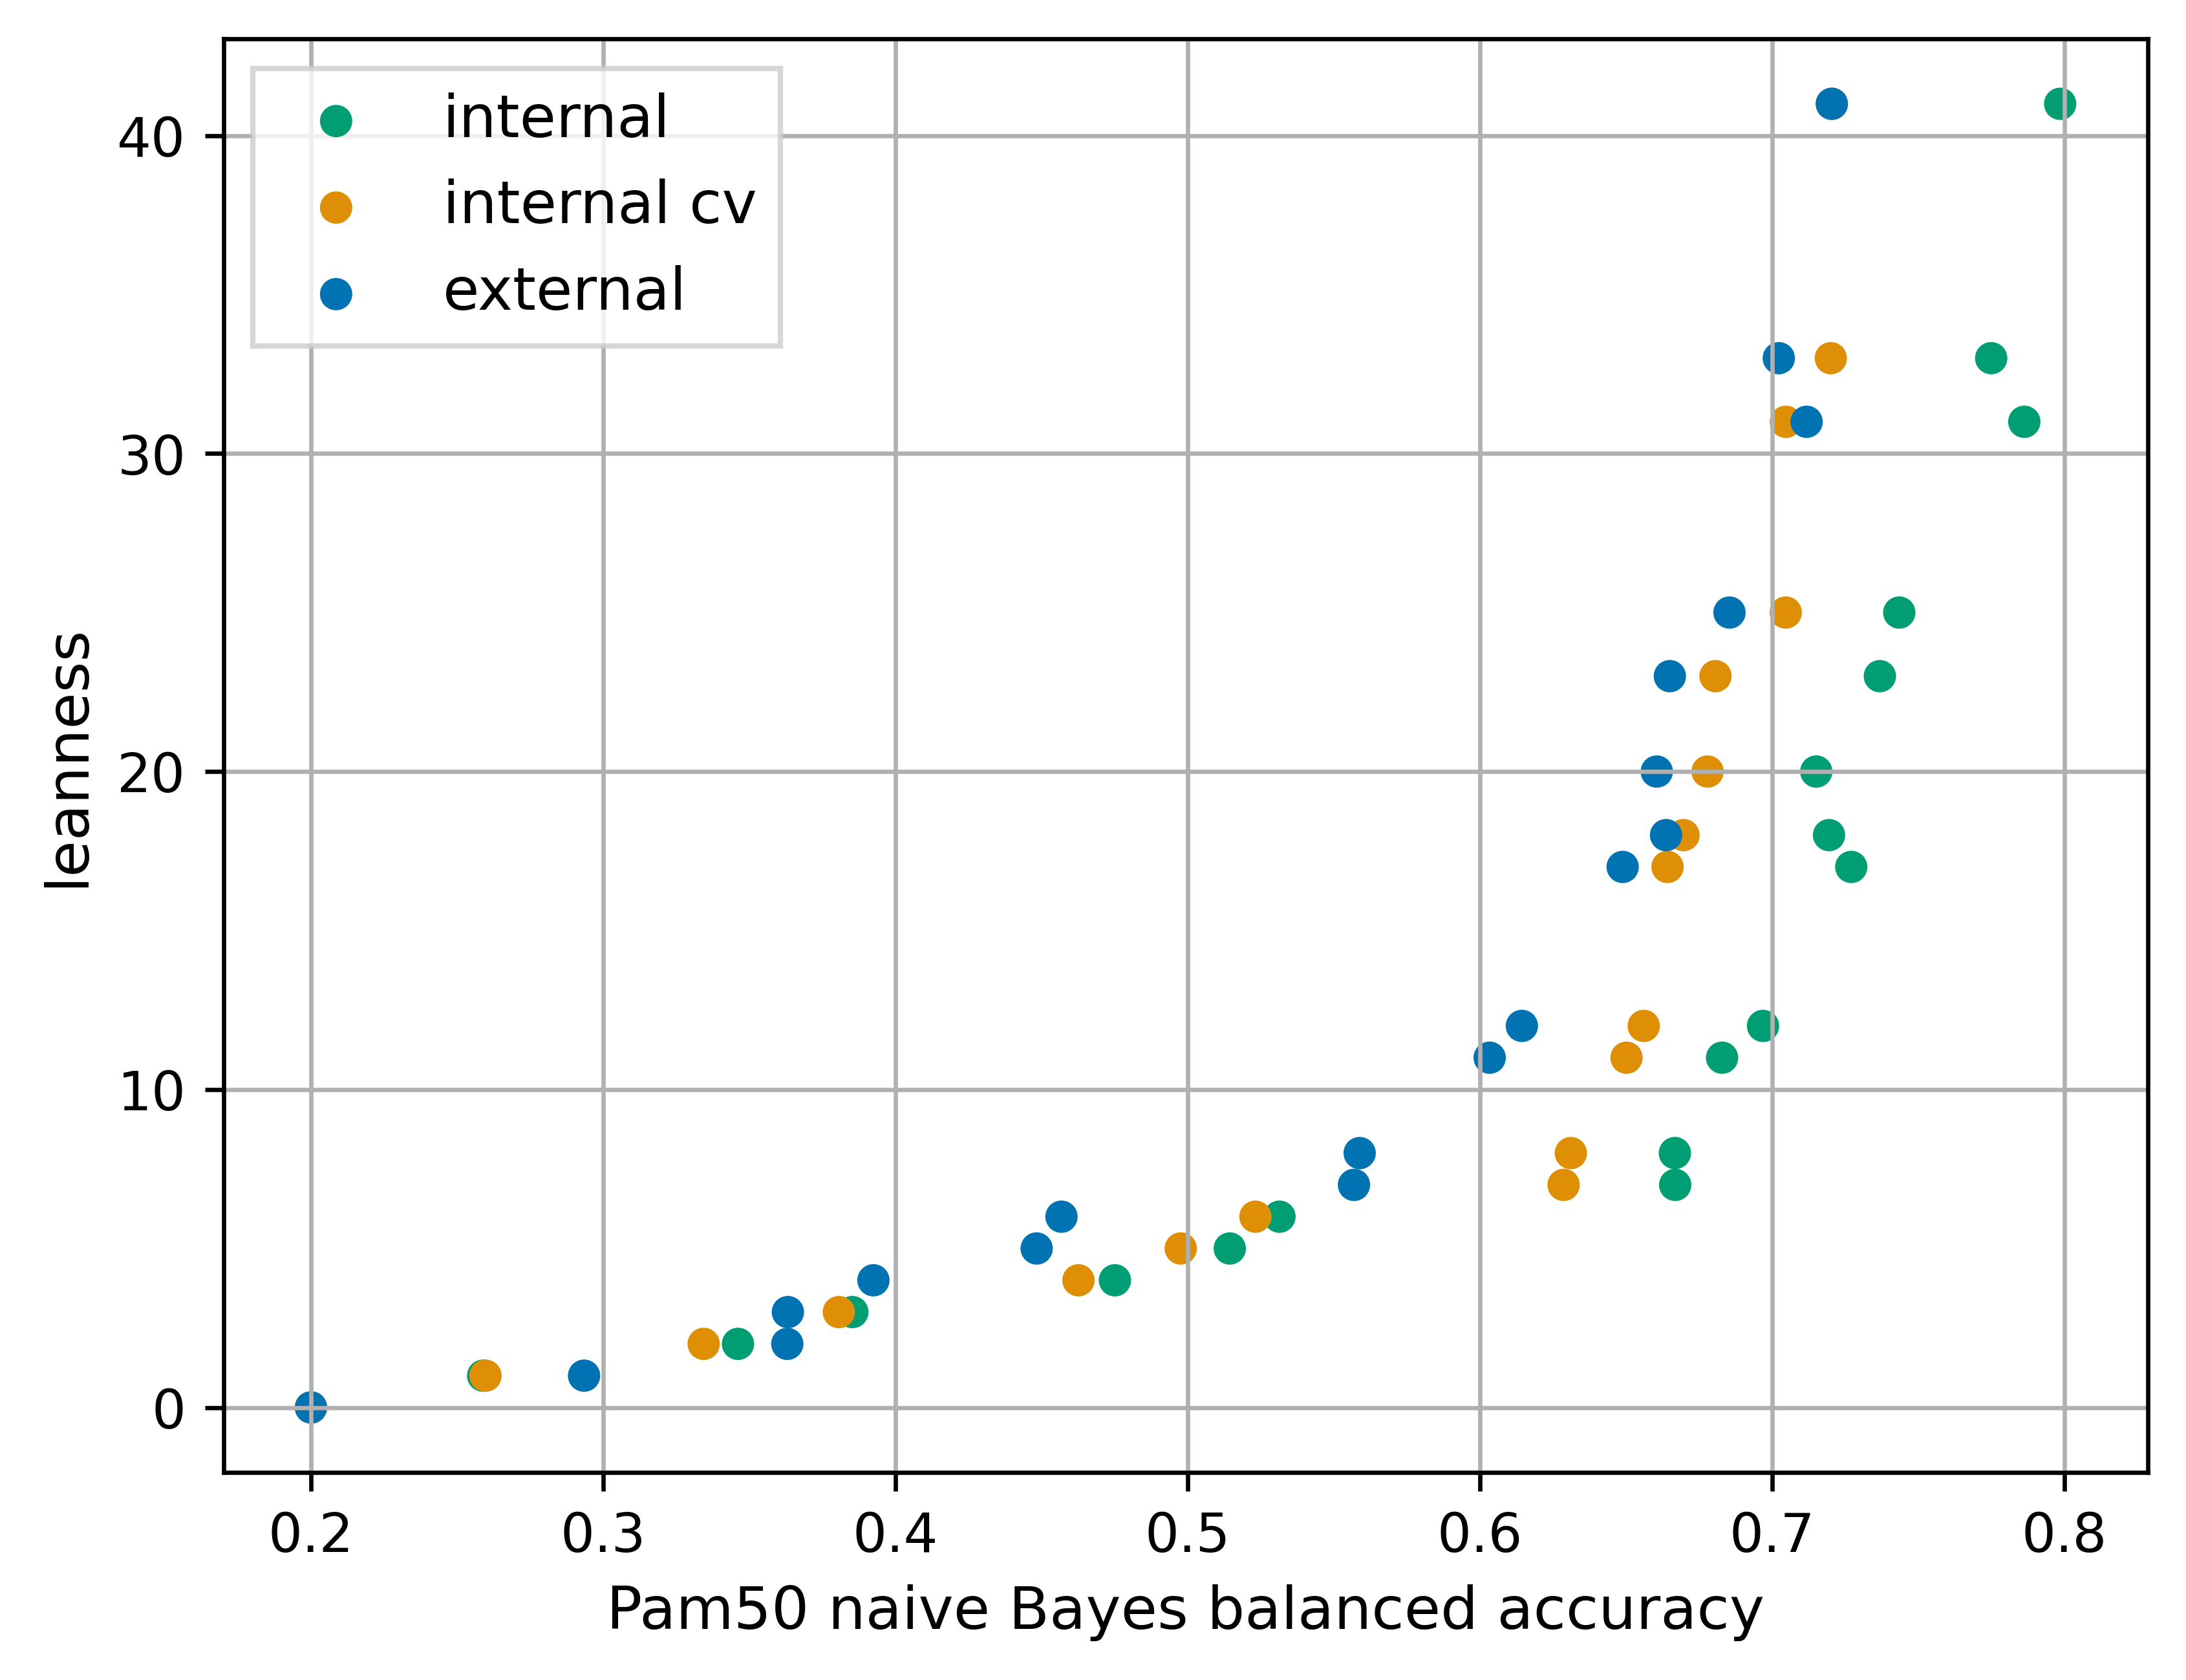 internal
internal cv
external
40
30
20
10
0
leanness
0.2 0.3 0.4 0.5 0.6 0.7 0.8
Pam50 naive Bayes balanced accuracy